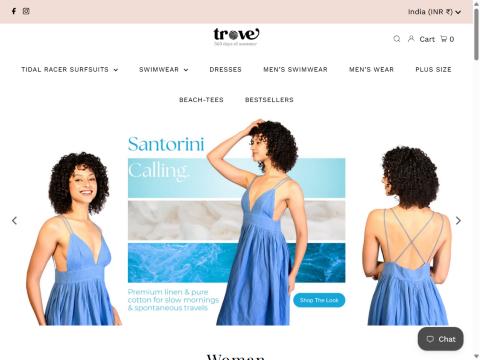 India (INR ₹)
trove
365 days of summer
Cart 0
TIDAL RACER SURFSUITS
SWIMWEAR
DRESSES
MEN'S SWIMWEAR
MEN'S WEAR
PLUS SIZE
BEACH-TEES
BESTSELLERS
Santorini
Calling.
Premium linen & pure
cotton for slow mornings
& spontaneous travels
Shop The Look
Chat
Woman